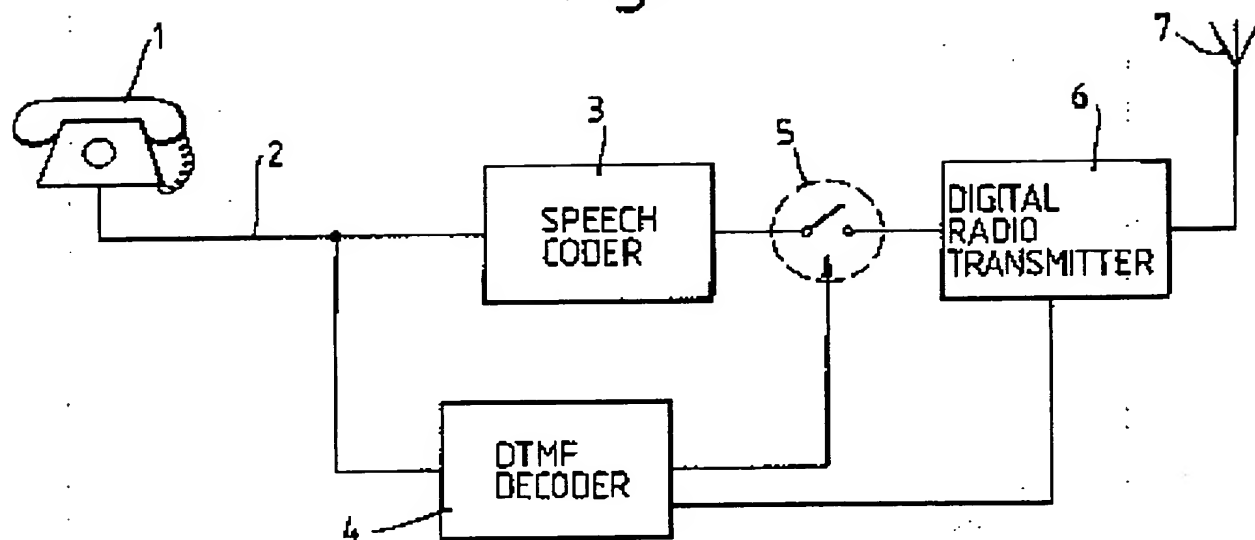 1
2
3
SPEECH
CODER
5
6
DIGITAL
RADIO
TRANSMITTER
7
DTMF
DECODER
4